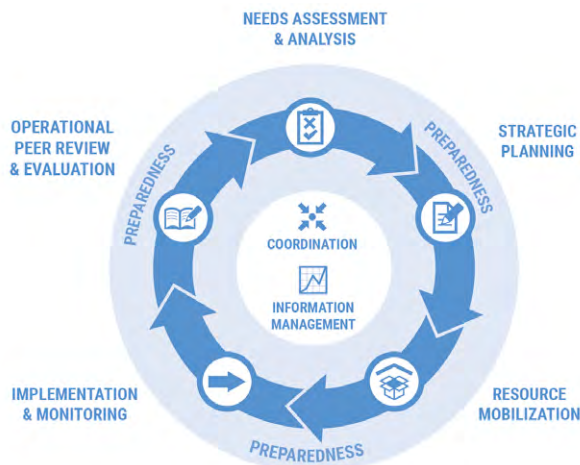 NEEDS ASSESSMENT
& ANALYSIS
OPERATIONAL
PEER REVIEW
& EVALUATION
PREPAREDNESS
PREPAREDNESS
STRATEGIC
PLANNING
COORDINATION
INFORMATION
MANAGEMENT
IMPLEMENTATION
& MONITORING
PREPAREDNESS
RESOURCE
MOBILIZATION